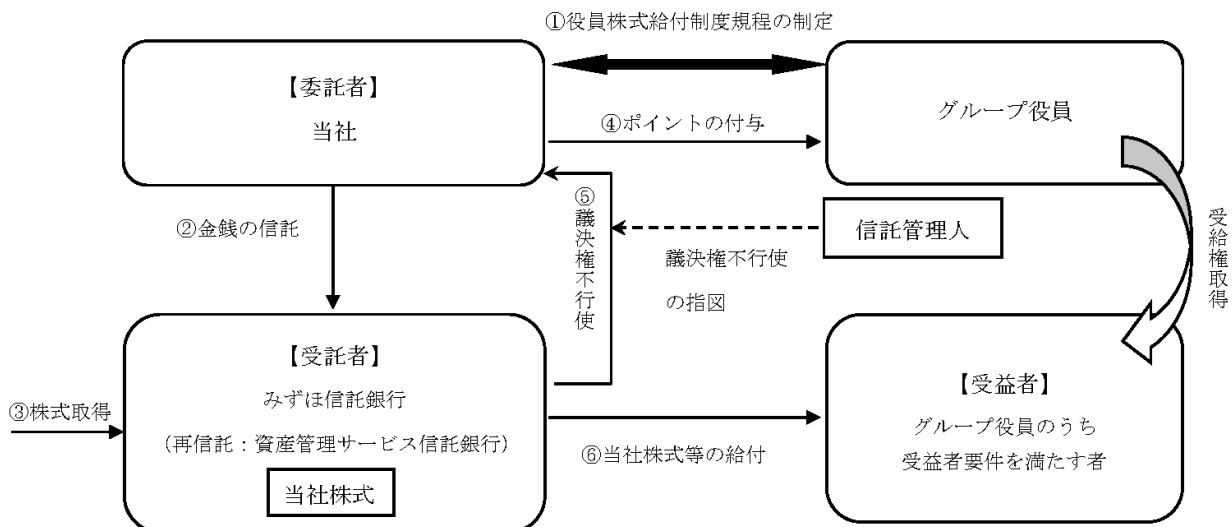 ①役員株式給付制度規程の制定
【委託者】
当社
グループ役員
④ポイントの付与
②金銭の信託
⑤議決権不行使
信託管理人
議決権不行使
の指図
受給権取得
【受託者】
みずほ信託銀行
（再信託：資産管理サービス信託銀行）
当社株式
③株式取得
⑥当社株式等の給付
【受益者】
グループ役員のうち
受益者要件を満たす者